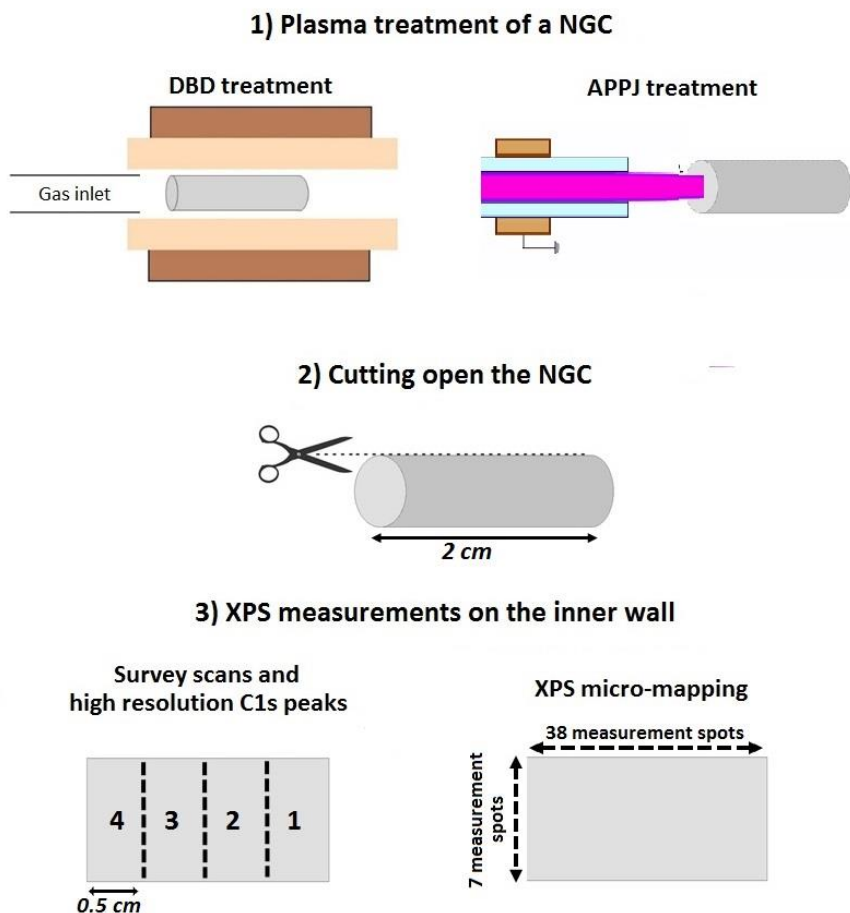 1) Plasma treatment of a NGC
DBD treatment
APPJ treatment
Gas inlet
2) Cutting open the NGC
2 cm
3) XPS measurements on the inner wall
Survey scans and
high resolution C1s peaks
XPS micro-mapping
38 measurement spots
7 measurement
spots
4 3 2 1
0.5 cm